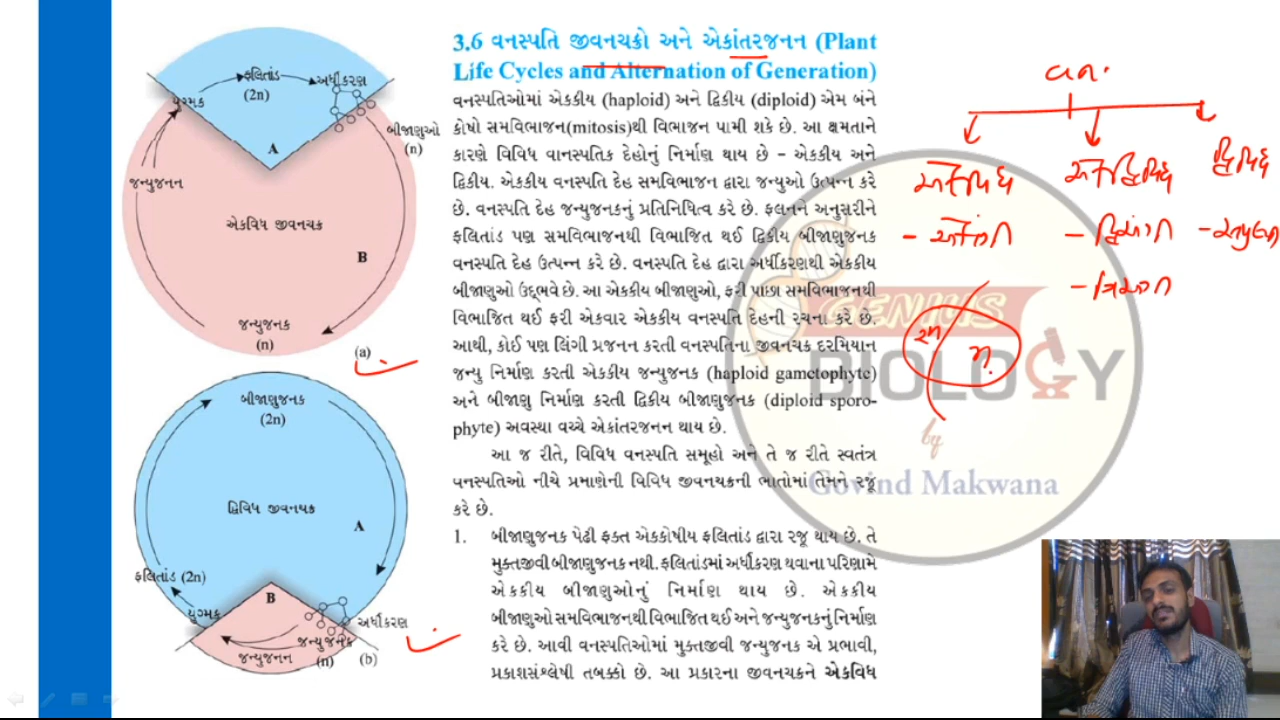 3.6 વનસ્પતિ જીવનચક્રો અને એકાંતરજનન (Plant
Life Cycles and Alternation of Generation)
વનસ્પતિઓમાં એકકીય (haploid) અને દ્વિકીય (diploid) એમ બંને
કોષો સમવિભાજન(mitosis)થી વિભાજન પામી શકે છે. આ ક્ષમતાને
કારણે વિવિધ વાનસ્પતિક દેહોનું નિર્માણ થાય છે – એકકીય અને
દ્વિકીય. એકકીય વનસ્પતિ દેહ સમવિભાજન દ્વારા જન્યુઓ ઉત્પન્ન કરે
છે. વનસ્પતિ દેહ જન્યુજનકનું પ્રતિનિધિત્વ કરે છે. ફલનને અનુસરીને
ફલિતાંડ પણ સમવિભાજનથી વિભાજિત થઈ દ્વિકીય બીજાણુજનક
વનસ્પતિ દેહ ઉત્પન્ન કરે છે. વનસ્પતિ દેહ દ્વારા અર્ધીકરણથી એકકીય
બીજાણુઓ ઉદ્ભવે છે. આ એકકીય બીજાણુઓ, ફરી પાછા સમવિભાજનથી
વિભાજિત થઈ ફરી એકવાર એકકીય વનસ્પતિ દેહની રચના કરે છે.
આથી, કોઈ પણ લિંગી પ્રજનન કરતી વનસ્પતિના જીવનચક્ર દરમિયાન
જન્યુ નિર્માણ કરતી એકકીય જન્યુજનક (haploid gametophyte)
અને બીજાણુ નિર્માણ કરતી દ્વિકીય બીજાણુજનક (diploid sporo-
phyte) અવસ્થા વચ્ચે એકાંતરજનન થાય છે.
આ જ રીતે, વિવિધ વનસ્પતિ સમૂહો અને તે જ રીતે સ્વતંત્ર
વનસ્પતિઓ નીચે પ્રમાણેની વિવિધ જીવનચક્રની ભાતોમાં તેમને રજૂ
કરે છે.
1. બીજાણુજનક પેઢી ફક્ત એકકોષીય ફલિતાંડ દ્વારા રજૂ થાય છે. તે
મુક્તજીવી બીજાણુજનક નથી. ફલિતાંડમાં અર્ધીકરણ થવાના પરિણામે
એકકીય બીજાણુઓનું નિર્માણ થાય છે. એકકીય
બીજાણુઓ સમવિભાજનથી વિભાજિત થઈ અને જન્યુજનકનું નિર્માણ
કરે છે. આવી વનસ્પતિઓમાં મુક્તજીવી જન્યુજનક એ પ્રભાવી,
પ્રકાશસંશ્લેષી તબક્કો છે. આ પ્રકારના જીવનચક્રને એકવિધ
ફલિતાંડ
(2n)
અર્ધીકરણ
યુગ્મક
બીજાણુઓ
(n)
A
જન્યુજનન
એકવિધ જીવનચક્ર
B
જન્યુજનક
(n)
(a)
બીજાણુજનક
(2n)
દ્વિવિધ જીવનચક્ર
A
ફલિતાંડ (2n)
B
યુગ્મક
અર્ધીકરણ
જન્યુજનક
(n)
જન્યુજનન
(b)
2n
n
GENIUS
BIOLOGY
by
Govind Makwana